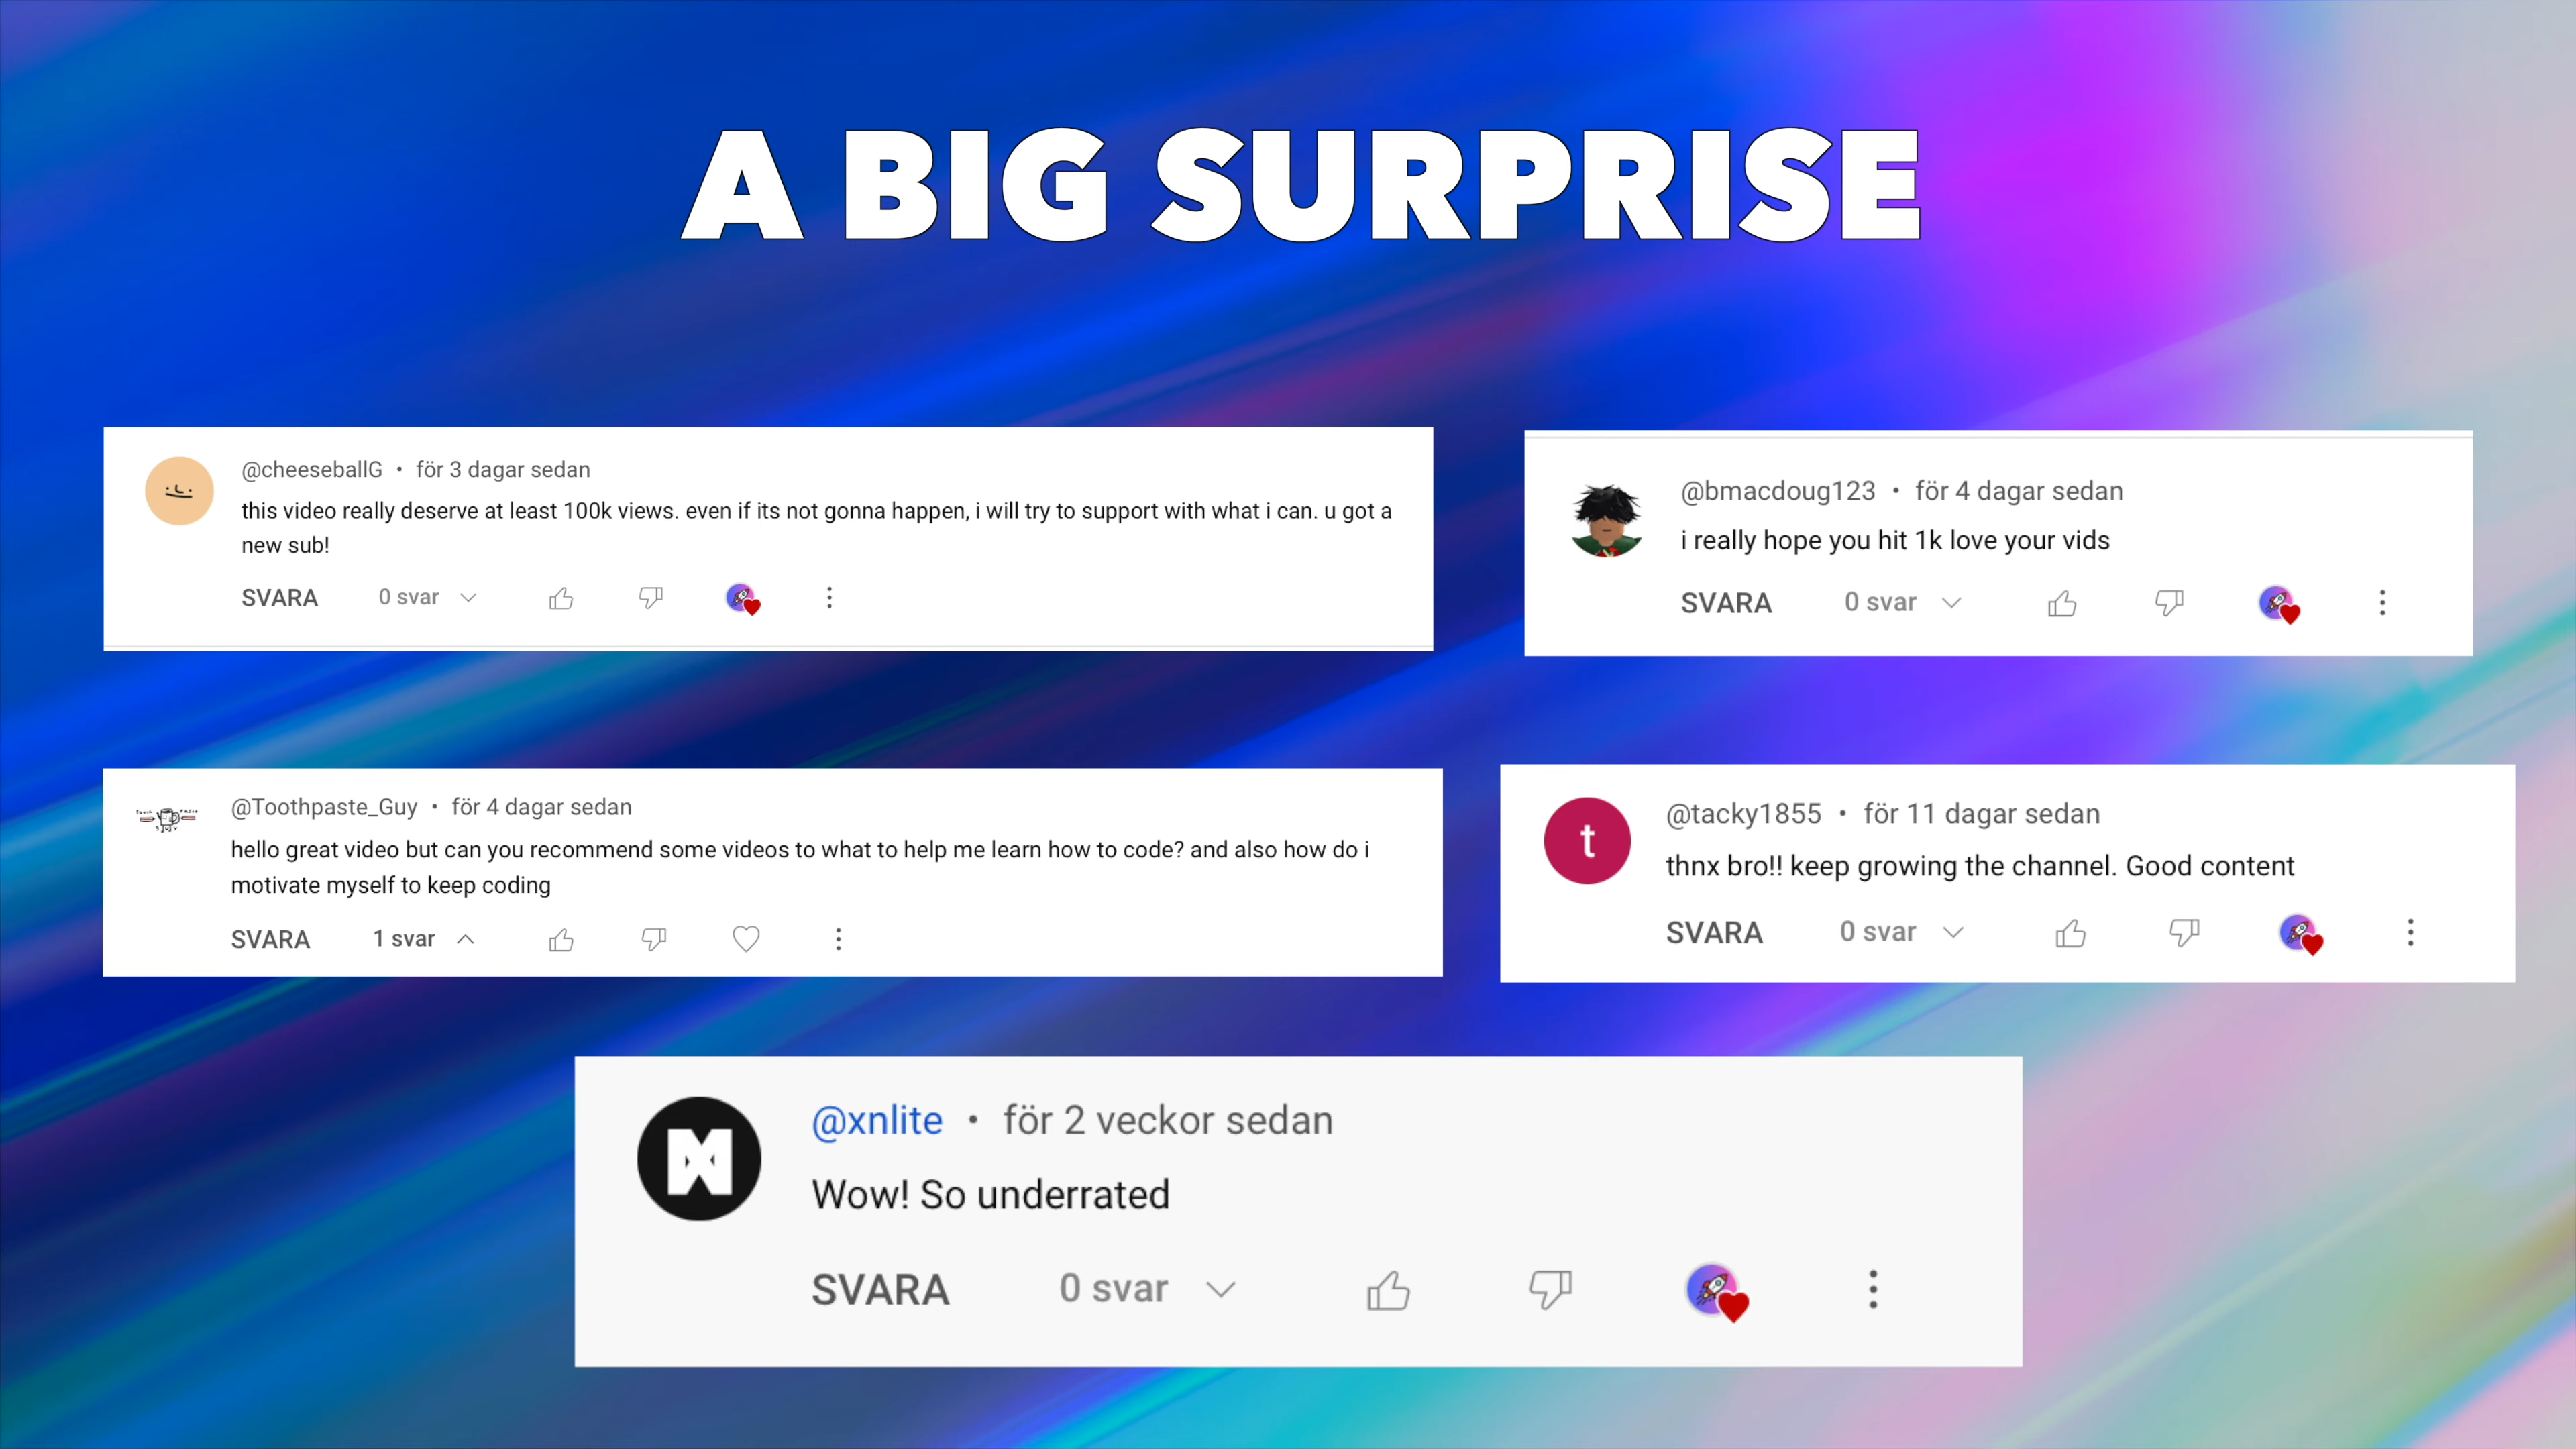 A BIG SURPRISE
@cheeseballG • för 3 dagar sedan
this video really deserve at least 100k views. even if its not gonna happen, i will try to support with what i can. u got a
new sub!
SVARA 0 svar
@bmacdoug123 • för 4 dagar sedan
i really hope you hit 1k love your vids
SVARA 0 svar
@Toothpaste_Guy • för 4 dagar sedan
hello great video but can you recommend some videos to what to help me learn how to code? and also how do i
motivate myself to keep coding
SVARA 1 svar
t
@tacky1855 • för 11 dagar sedan
thnx bro!! keep growing the channel. Good content
SVARA 0 svar
@xnlite • för 2 veckor sedan
Wow! So underrated
SVARA 0 svar